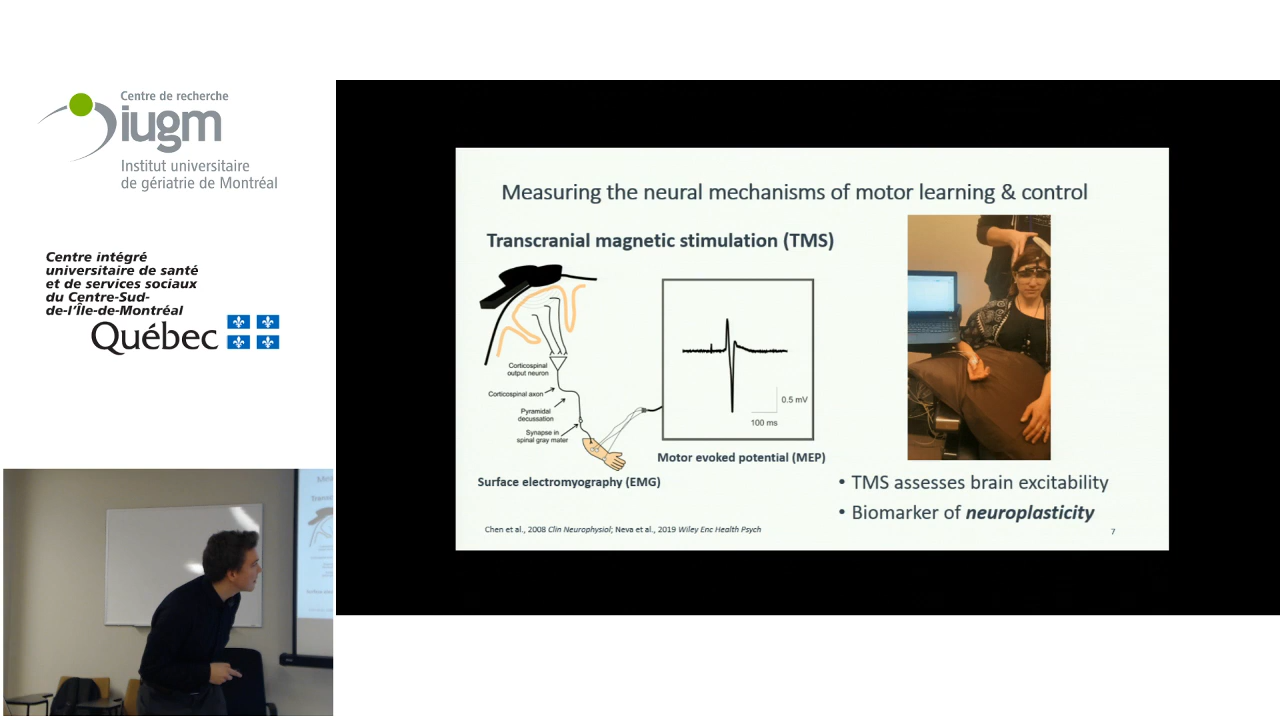 Centre de recherche
iugm
Institut universitaire
de gériatrie de Montréal
Centre intégré
universitaire de santé
et de services sociaux
du Centre-Sud-
de-l'Île-de-Montréal
Québec
Measuring the neural mechanisms of motor learning & control
Transcranial magnetic stimulation (TMS)
Corticospinal
output neuron
Corticospinal axon
Pyramidal
decussation
Synapse in
spinal gray mater
0.5 mV
100 ms
Motor evoked potential (MEP)
Surface electromyography (EMG)
• TMS assesses brain excitability
• Biomarker of neuroplasticity
Chen et al., 2008 Clin Neurophysiol; Neva et al., 2019 Wiley Enc Health Psych
7